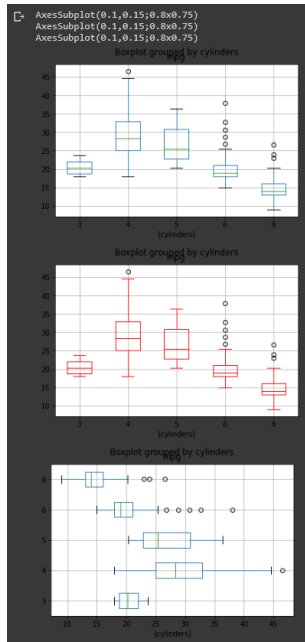 AxesSubplot(0.1,0.15;0.8x0.75)
AxesSubplot(0.1,0.15;0.8x0.75)
AxesSubplot(0.1,0.15;0.8x0.75)
Boxplot grouped by cylinders
mpg
45
40
35
30
25
20
15
10
3 4 5 6 8
[cylinders]
Boxplot grouped by cylinders
mpg
45
40
35
30
25
20
15
10
3 4 5 6 8
[cylinders]
Boxplot grouped by cylinders
mpg
8
6
5
4
3
10 15 20 25 30 35 40 45
[cylinders]